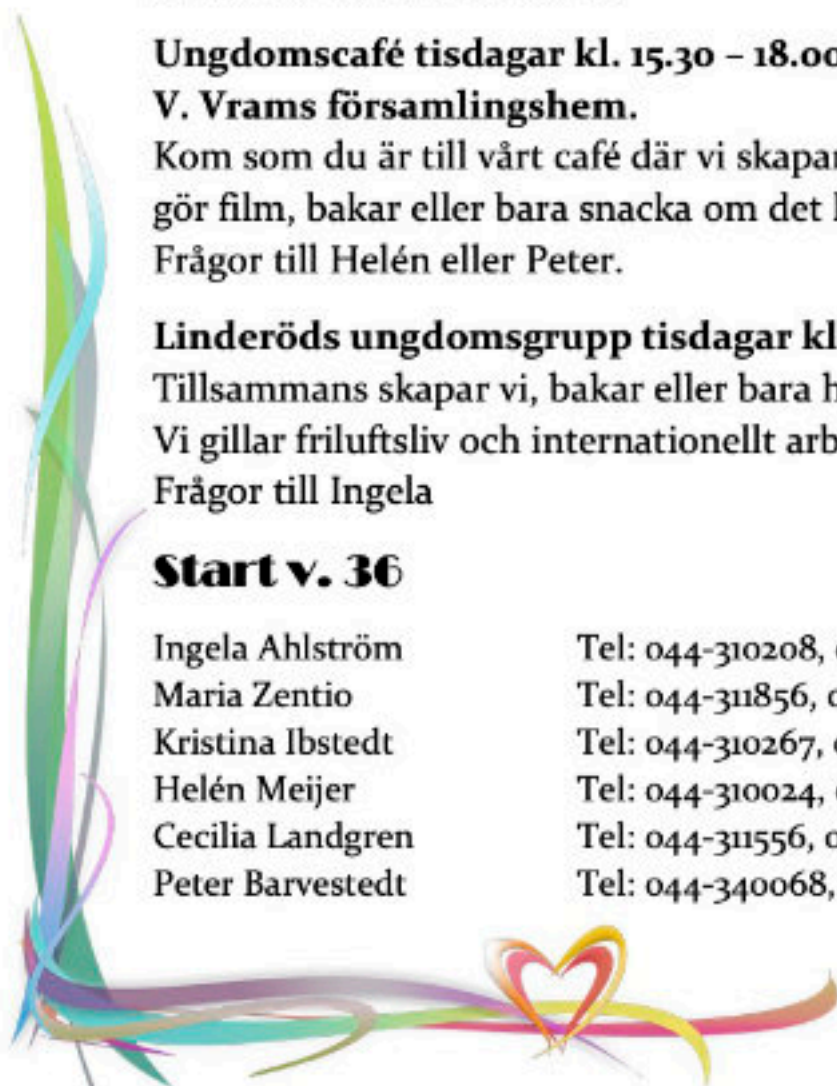 Ungdomscafé tisdagar kl. 15.30 – 18.00
V. Vrams församlingshem.
Kom som du är till vårt café där vi skapar
gör film, bakar eller bara snacka om det
Frågor till Helén eller Peter.
Linderöds ungdomsgrupp tisdagar kl
Tillsammans skapar vi, bakar eller bara
Vi gillar friluftsliv och internationellt
Frågor till Ingela
Start v. 36
Ingela Ahlström Tel: 044-310208,
Maria Zentio Tel: 044-311856,
Kristina Ibstedt Tel: 044-310267,
Helén Meijer Tel: 044-310024,
Cecilia Landgren Tel: 044-311556,
Peter Barvestedt Tel: 044-340068,